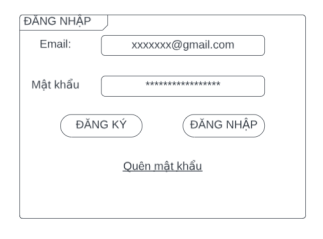 ĐĂNG NHẬP
Email: xxxxxxx@gmail.com
Mật khẩu *****************
ĐĂNG KÝ ĐĂNG NHẬP
Quên mật khẩu